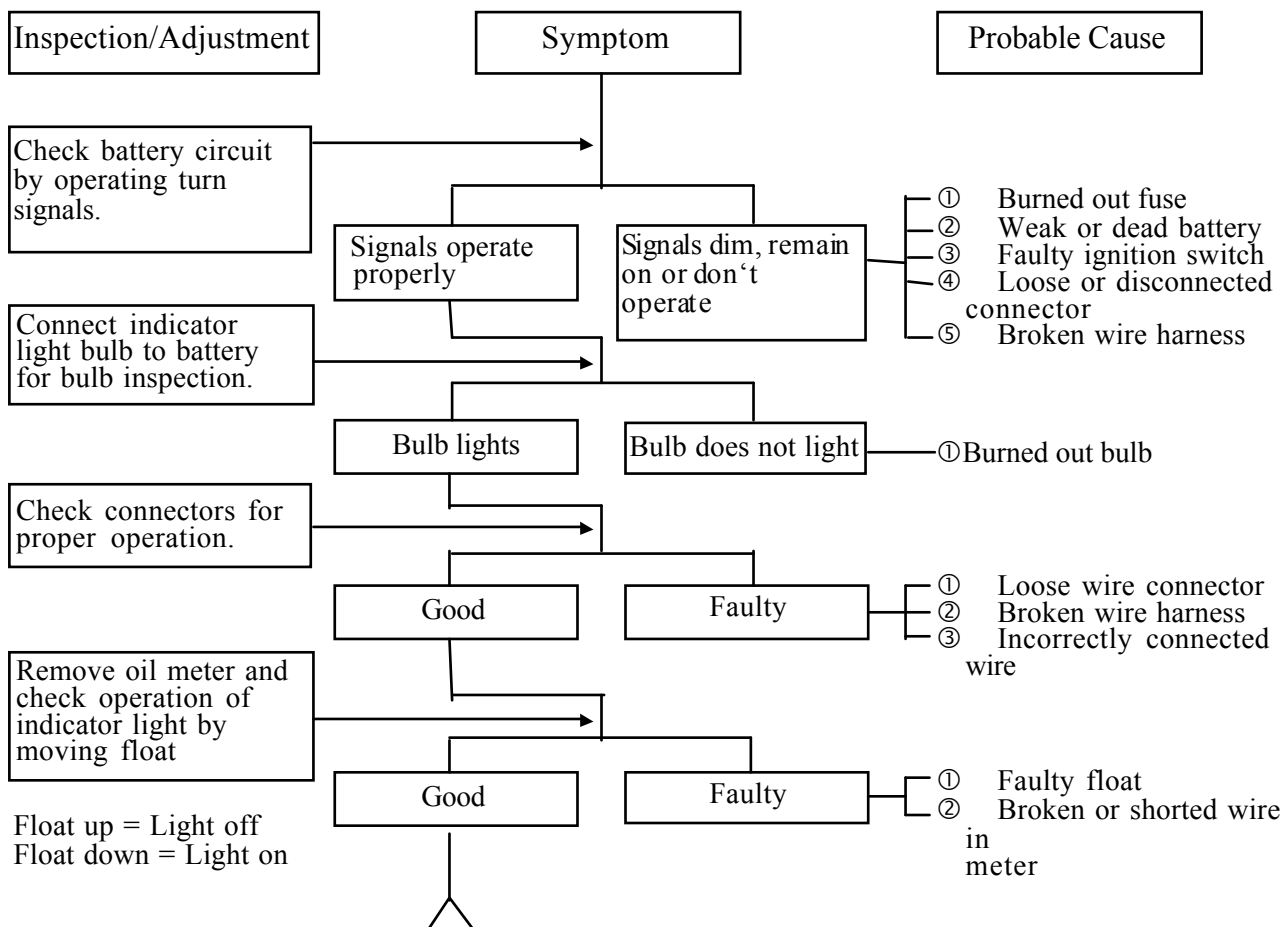 Inspection/Adjustment
Symptom
Probable Cause
Check battery circuit
by operating turn
signals.
Signals operate
properly
Signals dim, remain
on or don‘t
operate
① Burned out fuse
② Weak or dead battery
③ Faulty ignition switch
④ Loose or disconnected
connector
⑤ Broken wire harness
Connect indicator
light bulb to battery
for bulb inspection.
Bulb lights
Bulb does not light
①Burned out bulb
Check connectors for
proper operation.
Good
Faulty
① Loose wire connector
② Broken wire harness
③ Incorrectly connected
wire
Remove oil meter and
check operation of
indicator light by
moving float
Good
Faulty
① Faulty float
② Broken or shorted wire
in
meter
Float up = Light off
Float down = Light on